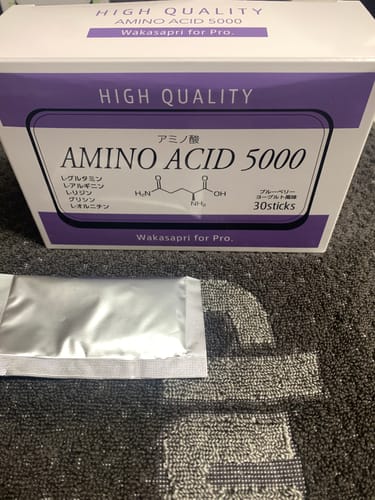 HIGH QUALITY
AMINO ACID 5000
Wakasapri for Pro.
HIGH QUALITY
アミノ酸
AMINO ACID 5000
L-グルタミン
L-アルギニン
L-リジン
グリシン
L-オルニチン
O O
H₂N OH
NH₂
ブルーベリー
ヨーグルト風味
30sticks
Wakasapri for Pro.